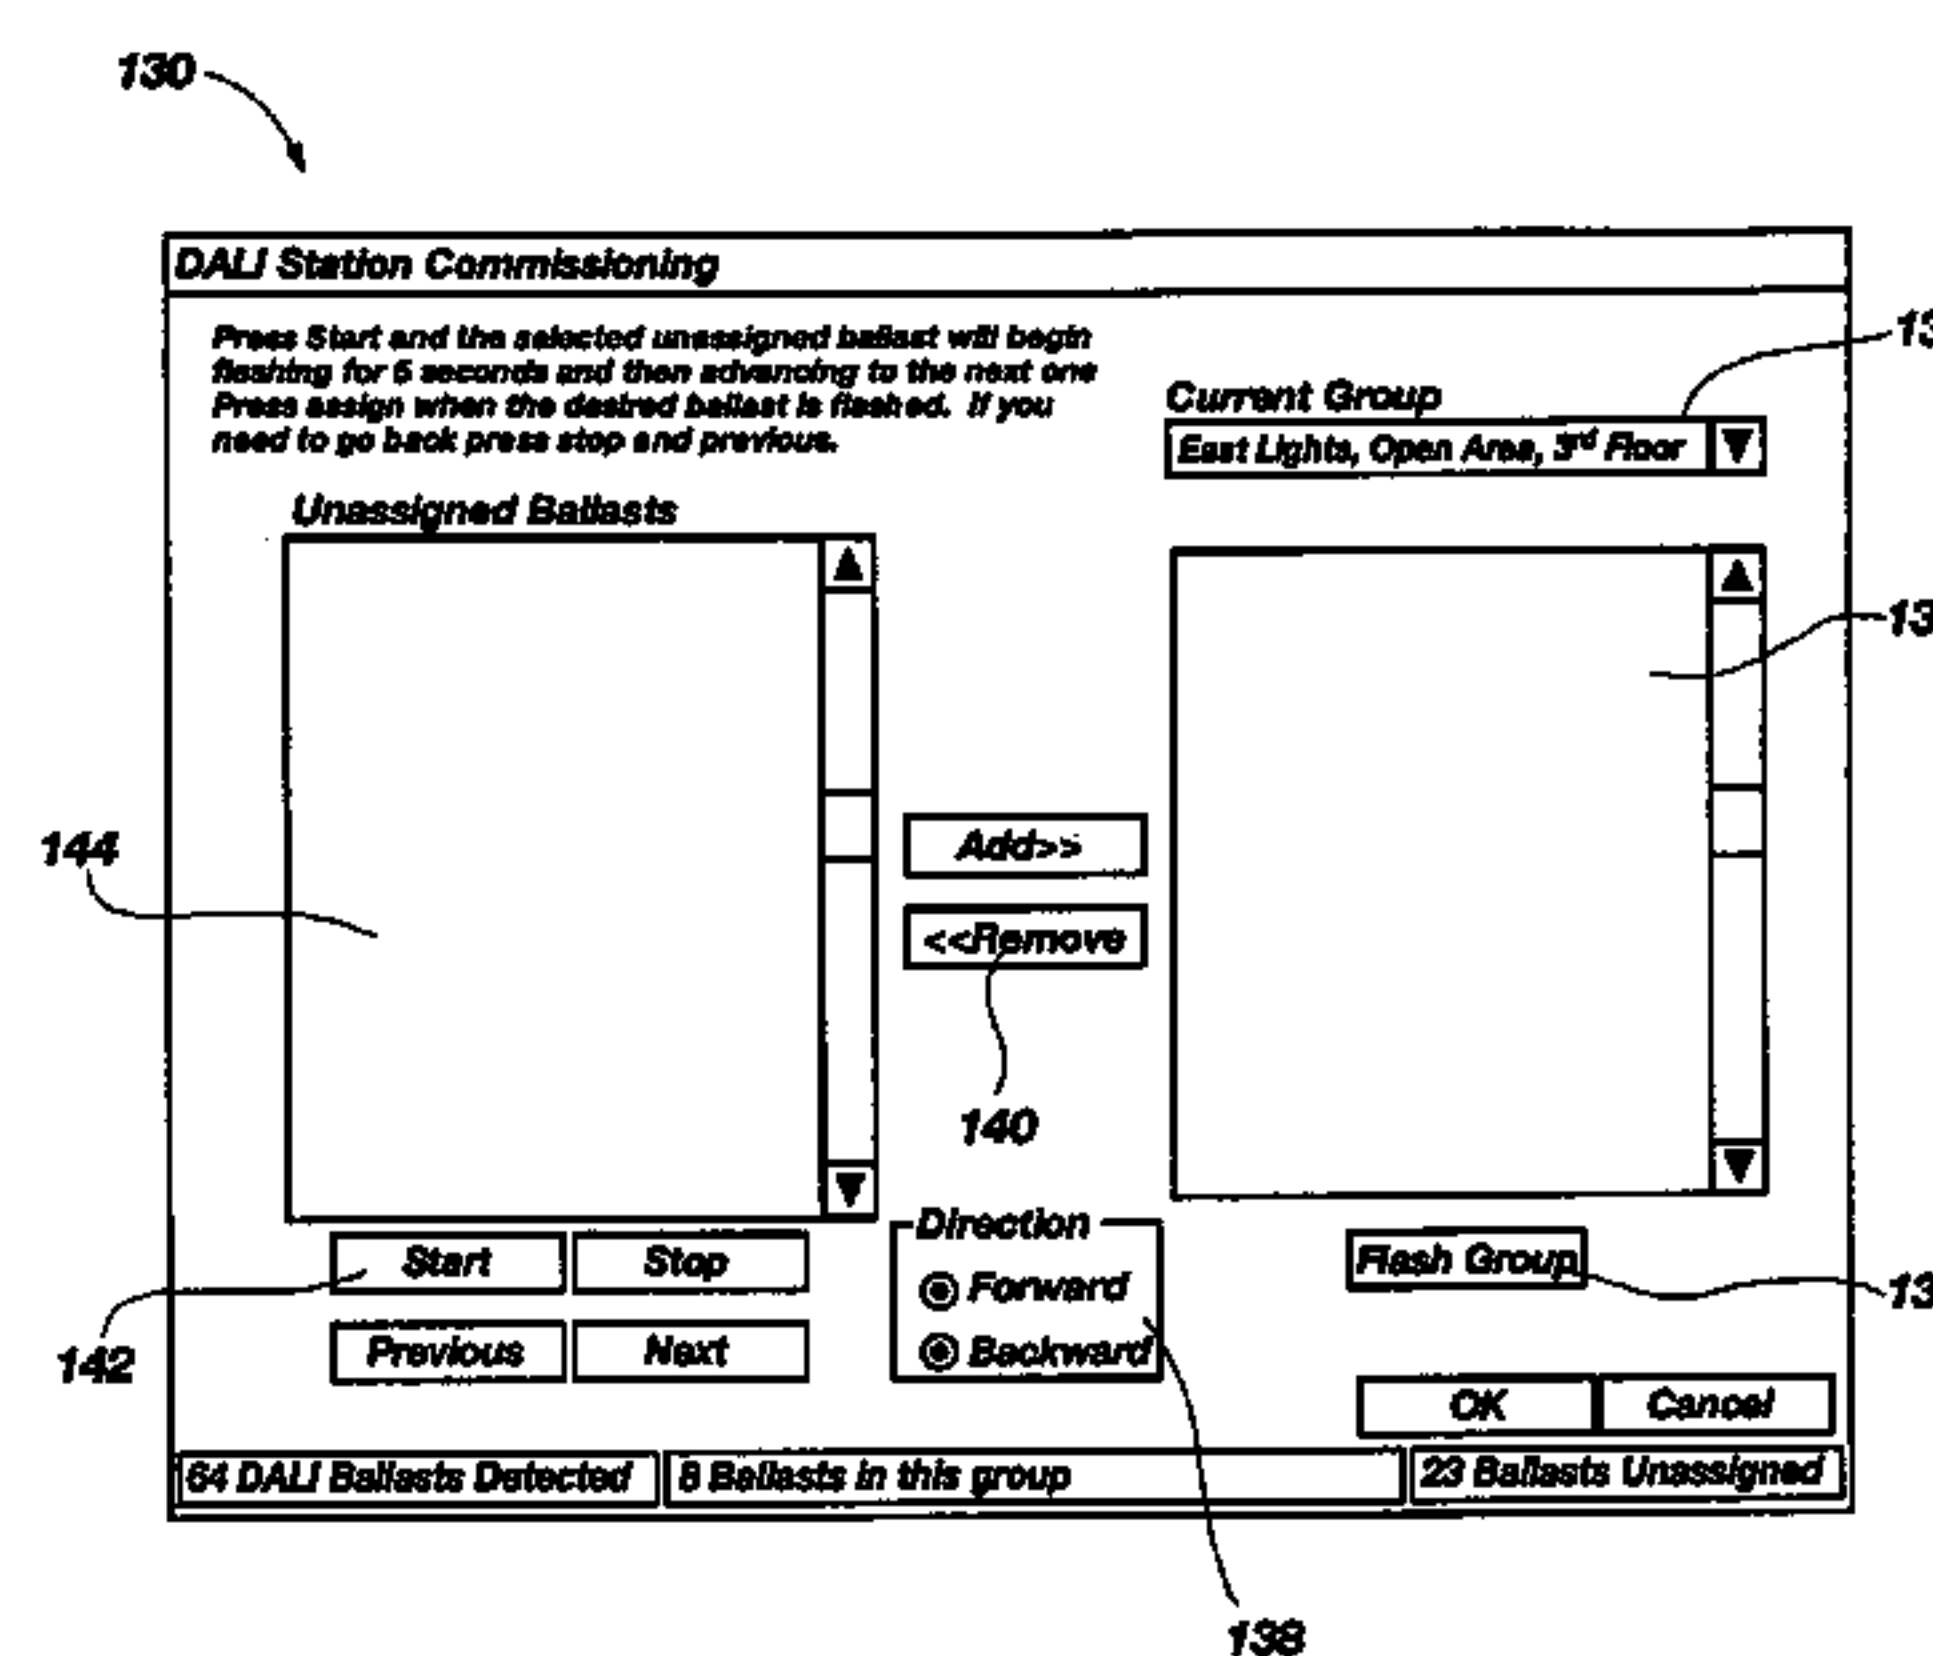 130
DALI Station Commissioning
Press Start and the selected unassigned ballast will begin
flashing for 5 seconds and then advancing to the next one
Press assign when the desired ballast is flashed. If you
need to go back press stop and previous.
13
Current Group
East Lights, Open Area, 3rd Floor
Unassigned Ballasts
13
144
Add>>
<<Remove
140
Direction
Forward
Backward
Start
Stop
Previous
Next
142
Flash Group
13
OK
Cancel
64 DALI Ballasts Detected
8 Ballasts in this group
23 Ballasts Unassigned
138